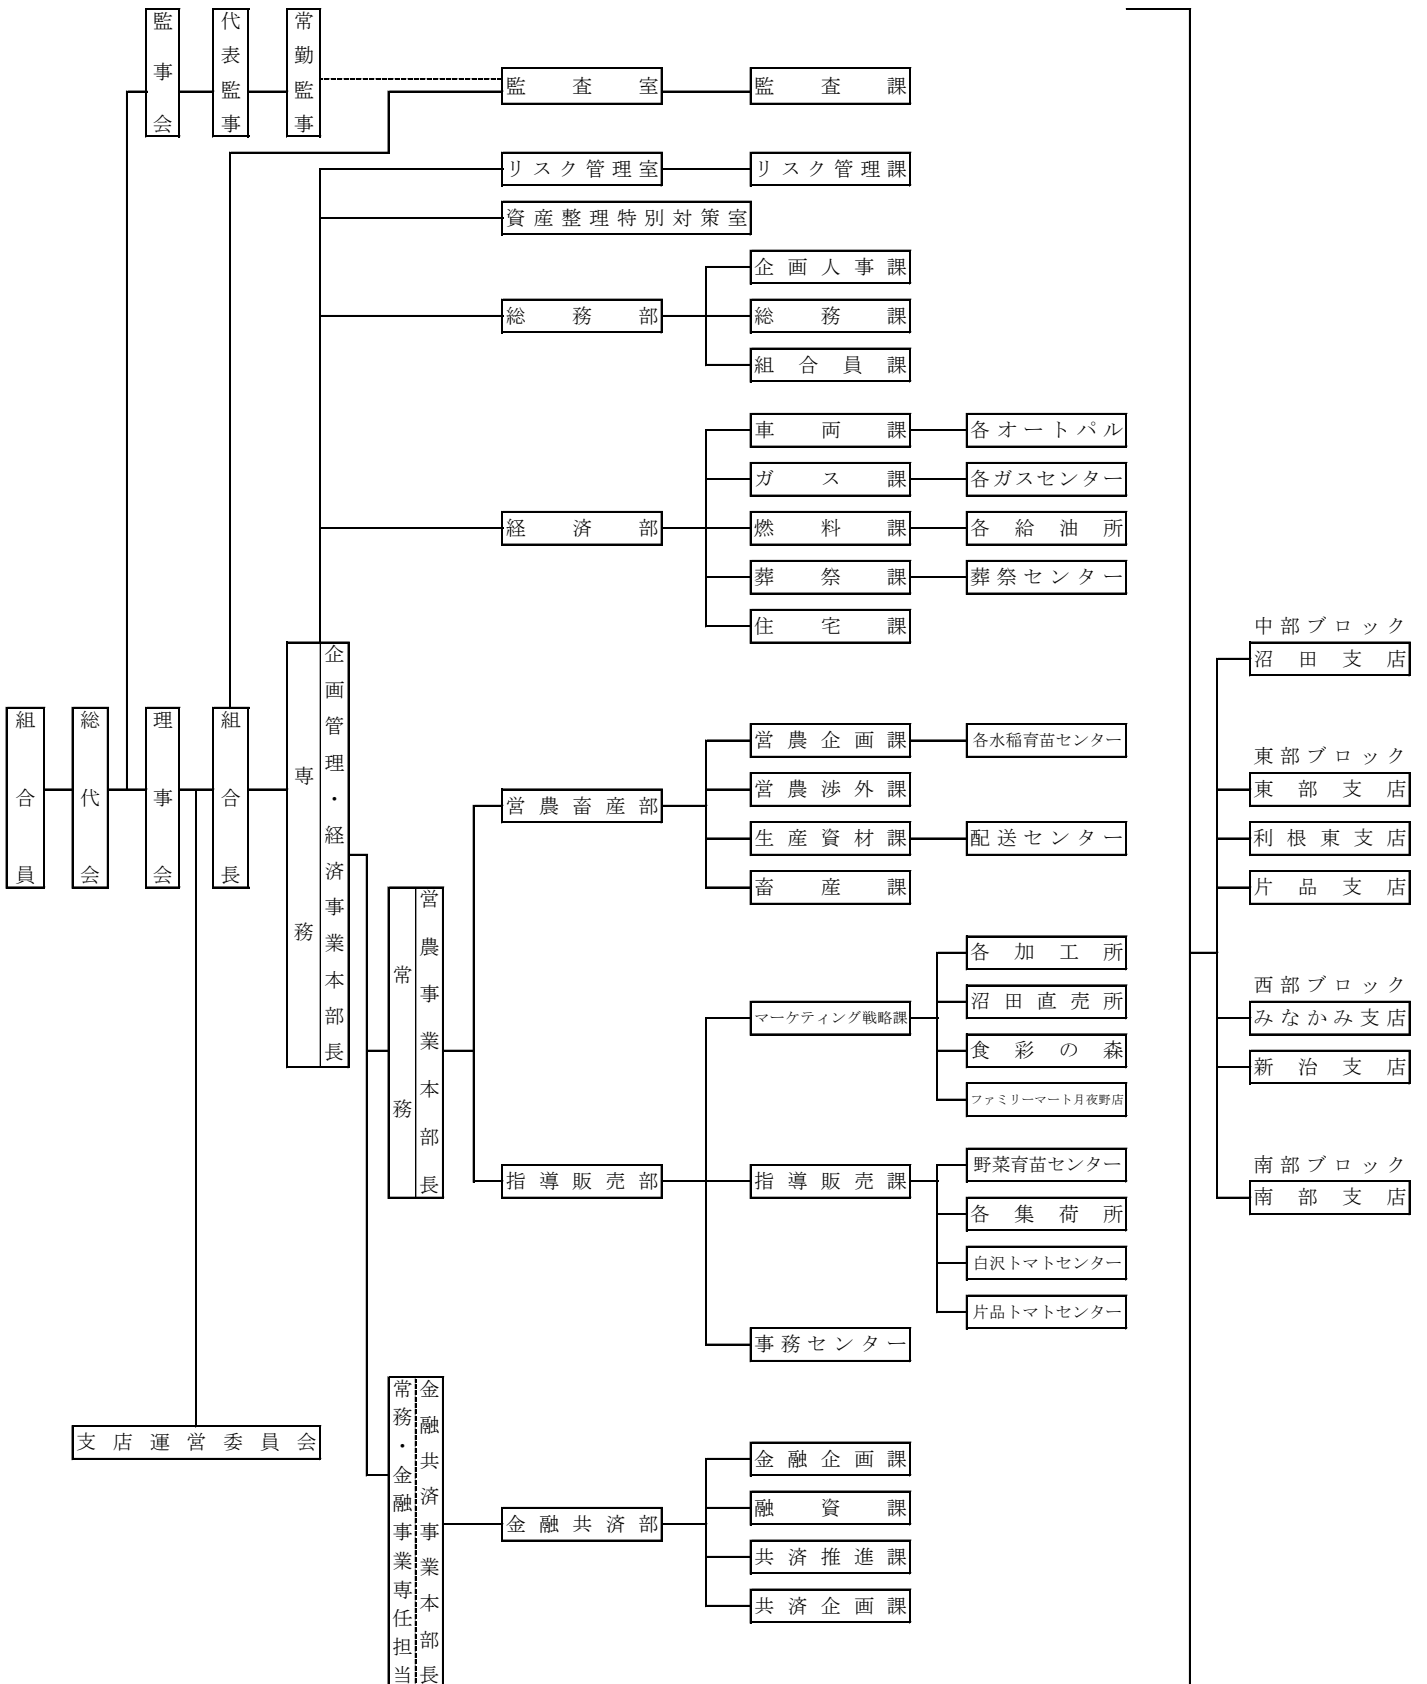 監事会
代表監事
常勤監事
監査室
監査課
リスク管理室
リスク管理課
資産整理特別対策室
企画人事課
総務部
総務課
組合員課
車両課
各オートパル
ガス課
各ガスセンター
経済部
燃料課
各給油所
葬祭課
葬祭センター
住宅課
組合員
総代会
理事会
組合長
専務
企画管理・経済事業本部長
常務
営農事業本部長
営農畜産部
営農企画課
各水稲育苗センター
営農渉外課
生産資材課
配送センター
畜産課
マーケティング戦略課
各加工所
沼田直売所
食彩の森
ファミリーマート月夜野店
指導販売部
指導販売課
野菜育苗センター
各集荷所
白沢トマトセンター
片品トマトセンター
事務センター
支店運営委員会
常務・金融事業専任担当
金融共済事業本部長
金融共済部
金融企画課
融資課
共済推進課
共済企画課
中部ブロック
沼田支店
東部ブロック
東部支店
利根東支店
片品支店
西部ブロック
みなかみ支店
新治支店
南部ブロック
南部支店